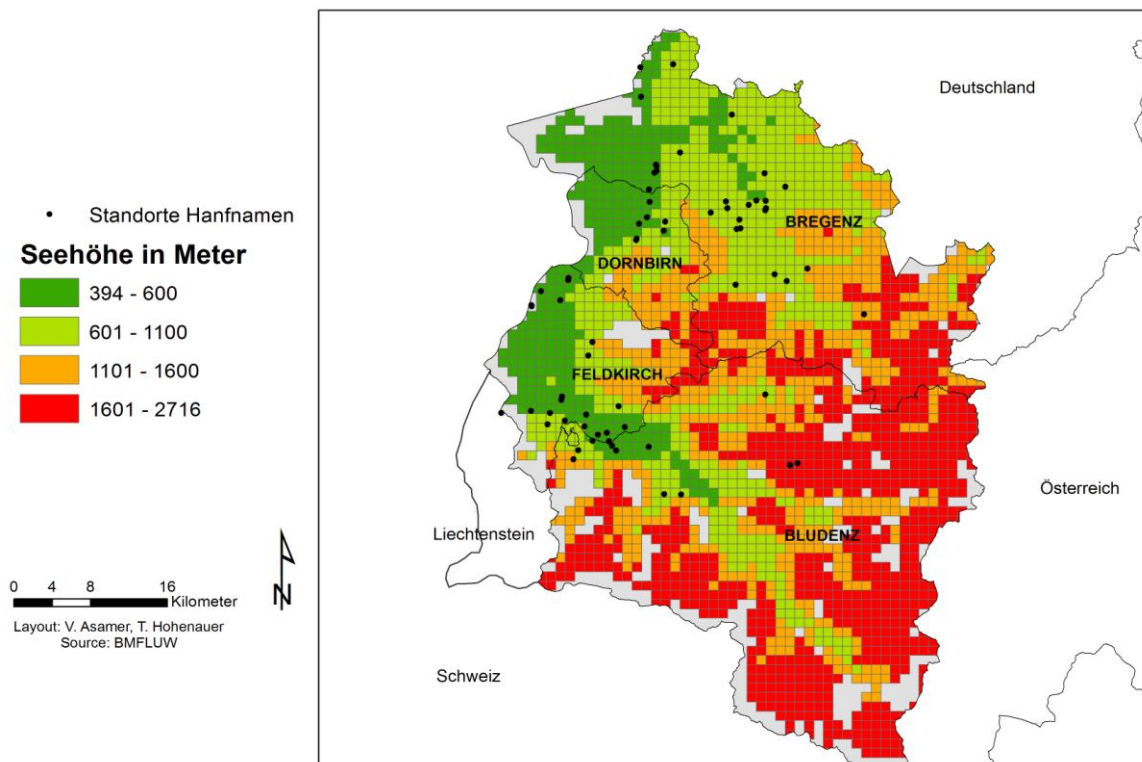 Standorte Hanfnamen
Seehöhe in Meter
394 - 600
601 - 1100
1101 - 1600
1601 - 2716
0 4 8 16
Kilometer
Layout: V. Asamer, T. Hohenauer
Source: BMFLUW
N
Deutschland
BREGENZ
DORNBIRN
FELDKIRCH
Österreich
Liechtenstein
BLUDENZ
Schweiz